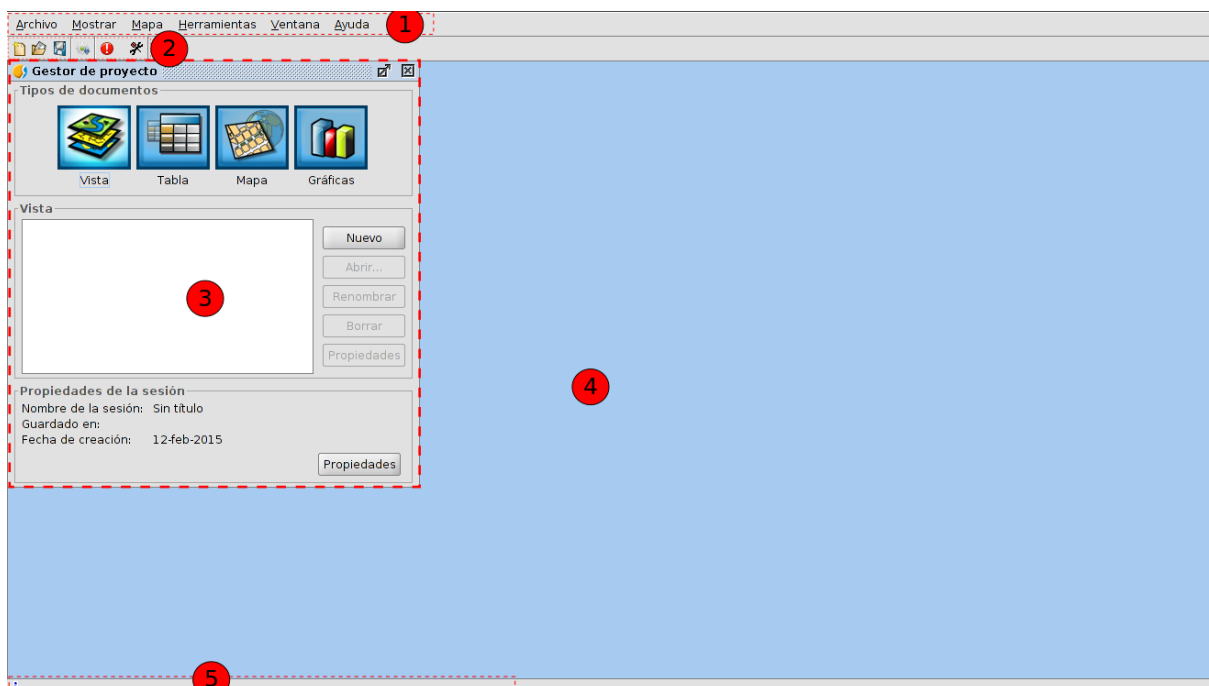 Archivo Mostrar Mapa Herramientas Ventana Ayuda 1
2
Gestor de proyecto
Tipos de documentos
Vista Tabla Mapa Gráficas
Vista
Nuevo
Abrir...
3
Renombrar
Borrar
Propiedades
4
Propiedades de la sesión
Nombre de la sesión: Sin título
Guardado en:
Fecha de creación: 12-feb-2015
Propiedades
5